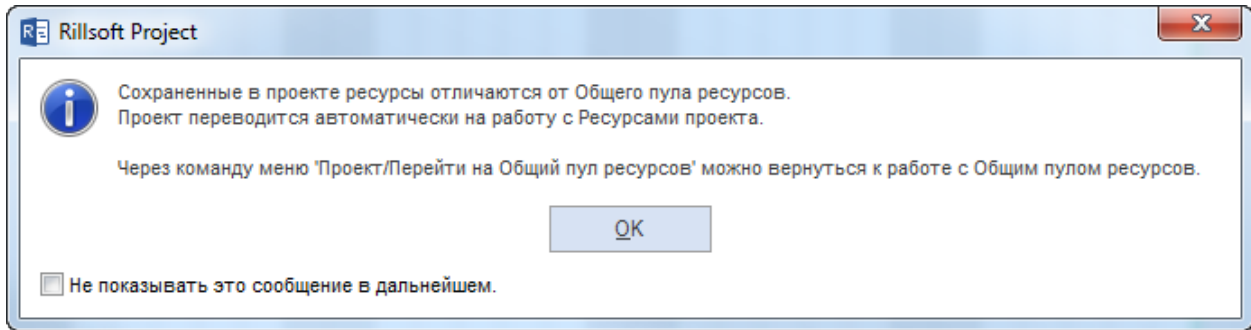 Rillsoft Project
Сохраненные в проекте ресурсы отличаются от Общего пула ресурсов.
Проект переводится автоматически на работу с Ресурсами проекта.
Через команду меню 'Проект/Перейти на Общий пул ресурсов' можно вернуться к работе с Общим пулом ресурсов.
OK
Не показывать это сообщение в дальнейшем.